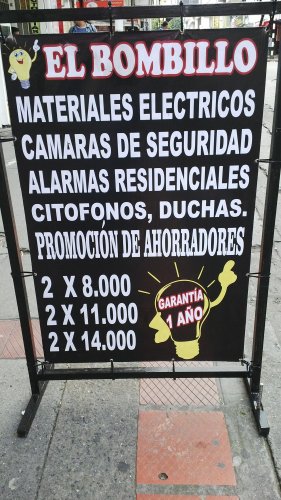 EL BOMBILLO
MATERIALES ELECTRICOS
CAMARAS DE SEGURIDAD
ALARMAS RESIDENCIALES
CITOFONOS, DUCHAS.
PROMOCIÓN DE AHORRADORES
2 X 8.000
2 X 11.000
2 X 14.000
GARANTÍA
1 AÑO